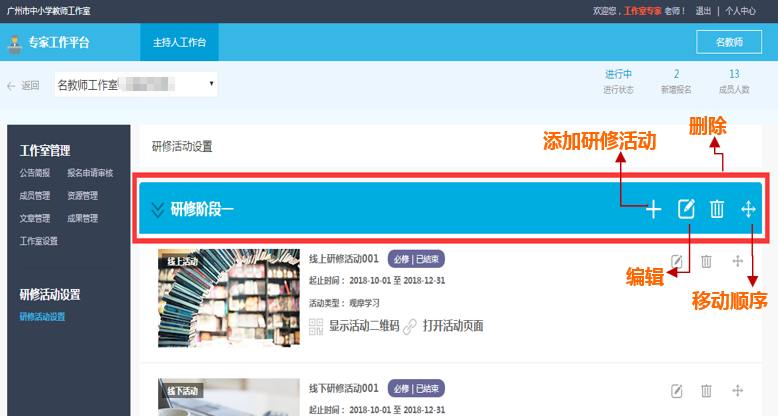 广州市中小学教师工作室
欢迎您，工作室专家 老师！ 退出 | 个人中心
专家工作平台
主持人工作台
名教师
返回
名教师工作室
进行中
进行状态
2
新增报名
13
成员人数
工作室管理
公告简报 报名申请审核
成员管理 资源管理
文章管理 成果管理
工作室设置
研修活动设置
研修活动设置
研修活动设置
添加研修活动
删除
研修阶段一
编辑
移动顺序
线上活动
线上研修活动001 必修 | 已结束
起止时间： 2018-10-01 至 2018-12-31
活动类型： 观摩学习
显示活动二维码 打开活动页面
线下活动
线下研修活动001 必修 | 已结束
起止时间： 2018-10-01 至 2018-12-31